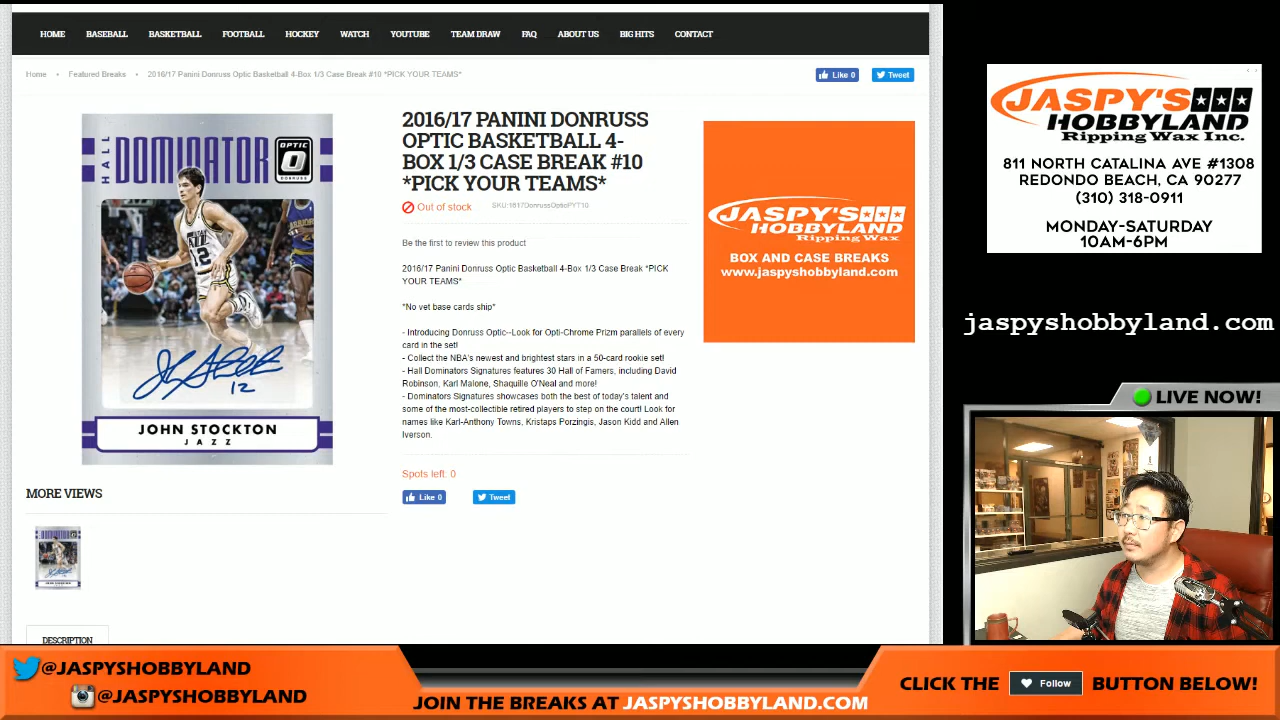 HOME BASEBALL BASKETBALL FOOTBALL HOCKEY WATCH YOUTUBE TEAM DRAW FAQ ABOUT US BIG HITS CONTACT
Home • Featured Breaks • 2016/17 Panini Donruss Optic Basketball 4-Box 1/3 Case Break #10 *PICK YOUR TEAMS*
Like 0 Tweet
HALL DOMINATOR
OPTIC
DONRUSS
12
12
JOHN STOCKTON
JAZZ
MORE VIEWS
DESCRIPTION
2016/17 PANINI DONRUSS
OPTIC BASKETBALL 4-
BOX 1/3 CASE BREAK #10
*PICK YOUR TEAMS*
Out of stock SKU:1617DonrussOpticPYT10
Be the first to review this product
2016/17 Panini Donruss Optic Basketball 4-Box 1/3 Case Break *PICK
YOUR TEAMS*
*No vet base cards ship*
- Introducing Donruss Optic--Look for Opti-Chrome Prizm parallels of every
card in the set!
- Collect the NBA's newest and brightest stars in a 50-card rookie set!
- Hall Dominators Signatures features 30 Hall of Famers, including David
Robinson, Karl Malone, Shaquille O'Neal and more!
- Dominators Signatures showcases both the best of today's talent and
some of the most-collectible retired players to step on the court! Look for
names like Karl-Anthony Towns, Kristaps Porzingis, Jason Kidd and Allen
Iverson.
Spots left: 0
Like 0 Tweet
JASPY'S
HOBBYLAND
Ripping Wax
BOX AND CASE BREAKS
www.jaspyshobbyland.com
JASPY'S
HOBBYLAND
Ripping Wax Inc.
811 NORTH CATALINA AVE #1308
REDONDO BEACH, CA 90277
(310) 318-0911
MONDAY-SATURDAY
10AM-6PM
jaspyshobbyland.com
LIVE NOW!
@JASPYSHOBBYLAND
@JASPYSHOBBYLAND
JOIN THE BREAKS AT JASPYSHOBBYLAND.COM
CLICK THE Follow BUTTON BELOW!